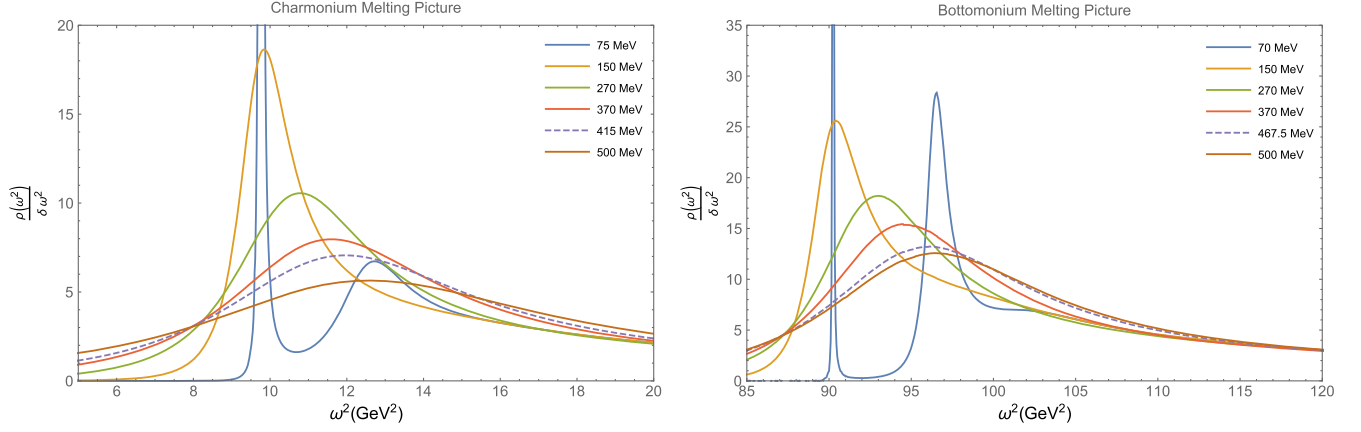 Charmonium Melting Picture
20
15
10
5
0
6
8
10
12
14
16
18
20
ρ(ω²)
δ ω²
ω²(GeV²)
75 MeV
150 MeV
270 MeV
370 MeV
415 MeV
500 MeV
Bottomonium Melting Picture
35
30
25
20
15
10
5
0
85
90
95
100
105
110
115
120
ρ(ω²)
δ ω²
ω²(GeV²)
70 MeV
150 MeV
270 MeV
370 MeV
467.5 MeV
500 MeV